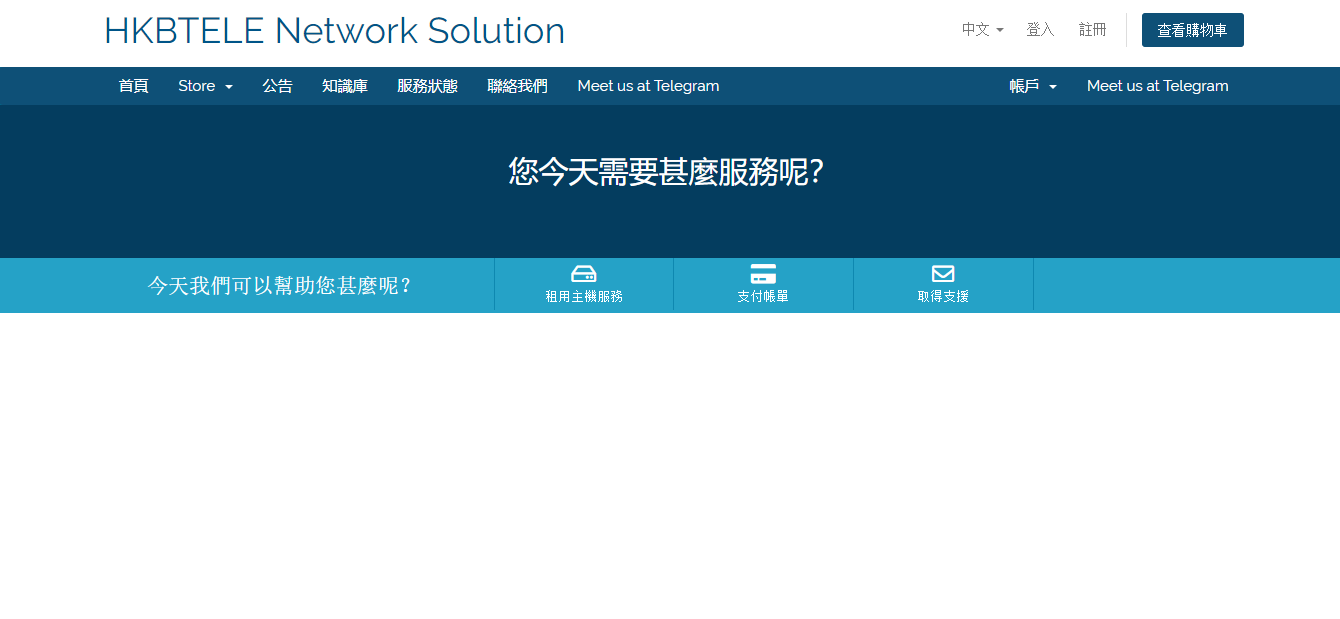 HKBTELE Network Solution
中文 登入 註冊 查看購物車
首頁 Store 公告 知識庫 服務狀態 聯絡我們 Meet us at Telegram 帳戶 Meet us at Telegram
您今天需要甚麼服務呢?
今天我們可以幫助您甚麼呢?
租用主機服務 支付帳單 取得支援